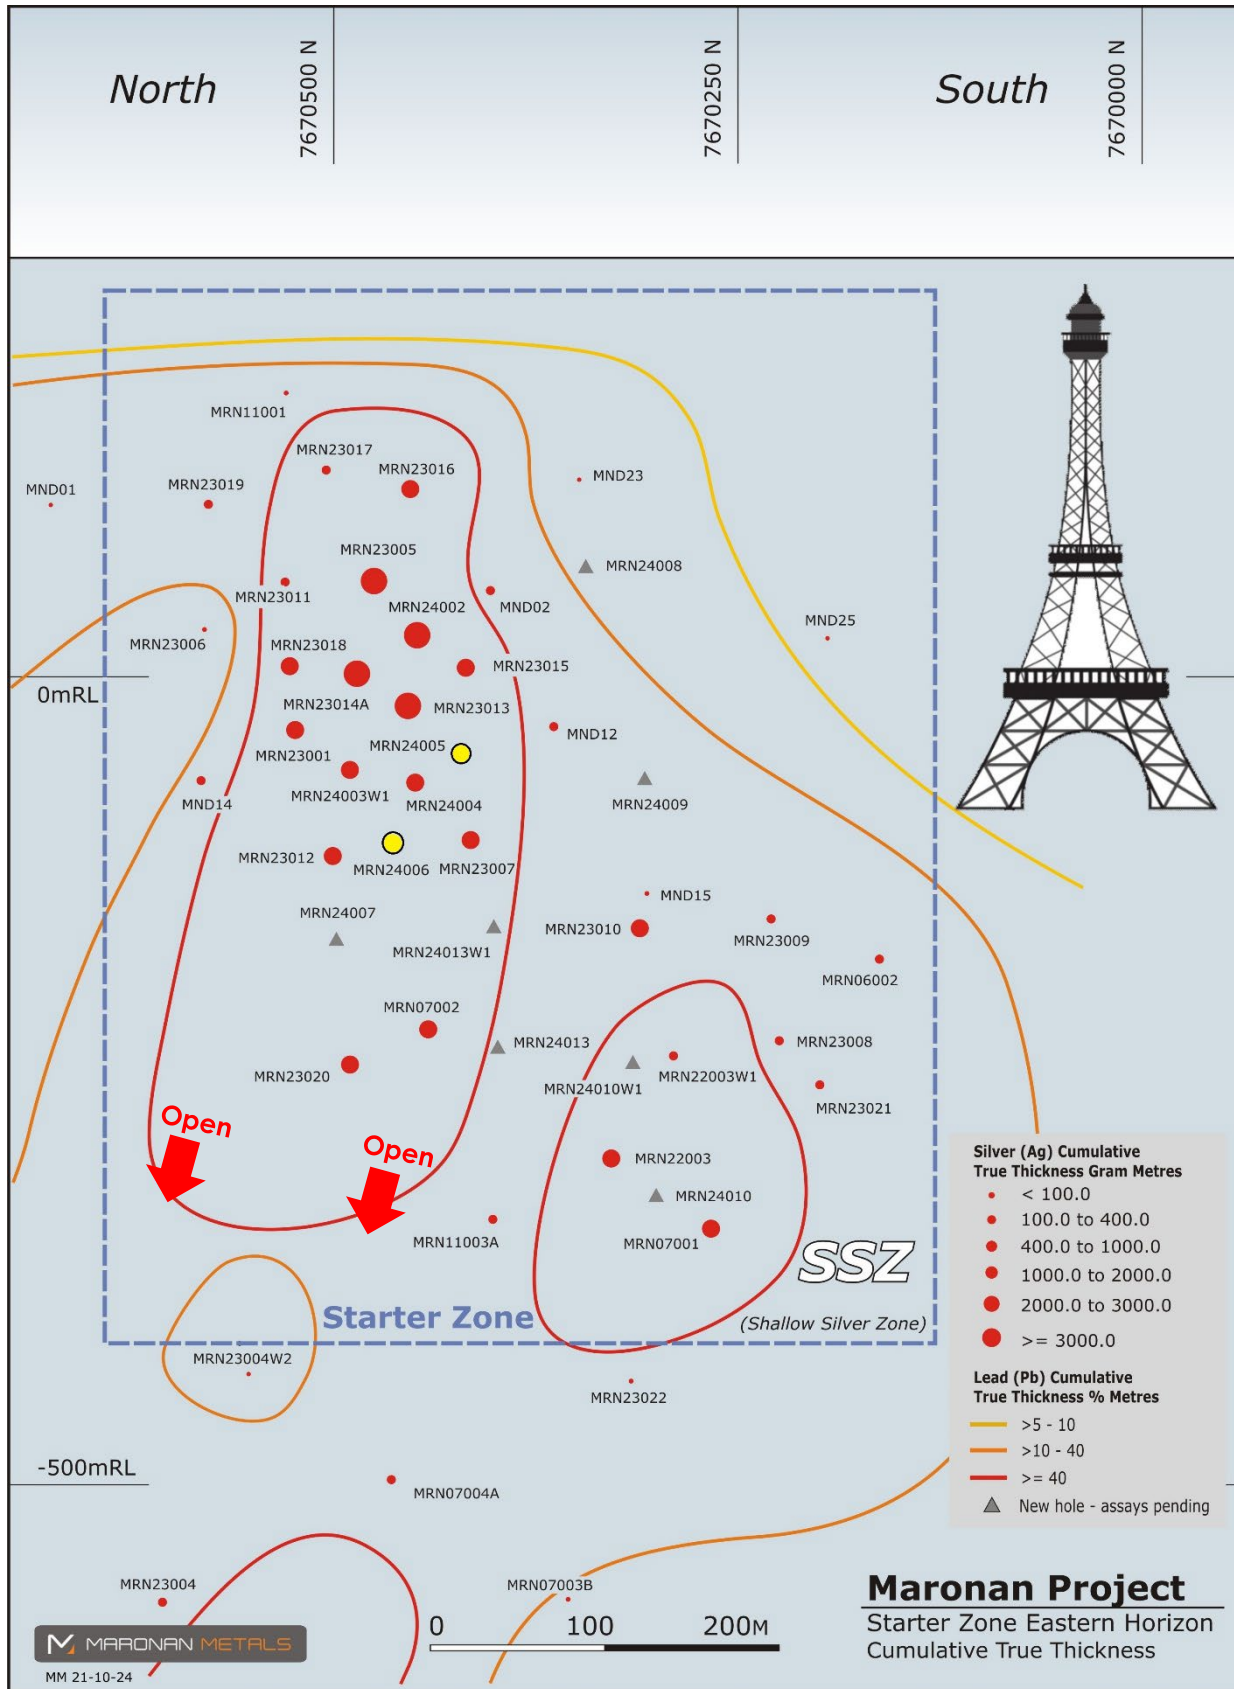 North
7670500 N
7670250 N
South
7670000 N
MRN11001
MRN23017
MRN23016
MND23
MND01
MRN23019
MRN23005
MRN24008
MRN23011
MRN24002
MND02
MRN23006
MRN23018
MRN23015
MND25
0mRL
MRN23014A
MRN23013
MRN24005
MND12
MRN23001
MND14
MRN24003W1
MRN24004
MRN24009
MRN23012
MRN24006
MRN23007
MND15
MRN24007
MRN23010
MRN23009
MRN24013W1
MRN06002
MRN07002
MRN24013
MRN23008
MRN23020
MRN24010W1
MRN22003W1
MRN23021
Open
Open
MRN22003
MRN24010
MRN11003A
MRN07001
SSZ
(Shallow Silver Zone)
Starter Zone
MRN23004W2
MRN23022
-500mRL
MRN07004A
MRN23004
MRN07003B
Silver (Ag) Cumulative
True Thickness Gram Metres
< 100.0
100.0 to 400.0
400.0 to 1000.0
1000.0 to 2000.0
2000.0 to 3000.0
>= 3000.0
Lead (Pb) Cumulative
True Thickness % Metres
>5 - 10
>10 - 40
>= 40
New hole - assays pending
Maronan Project
Starter Zone Eastern Horizon
Cumulative True Thickness
0 100 200M
MARONAN METALS
MM 21-10-24